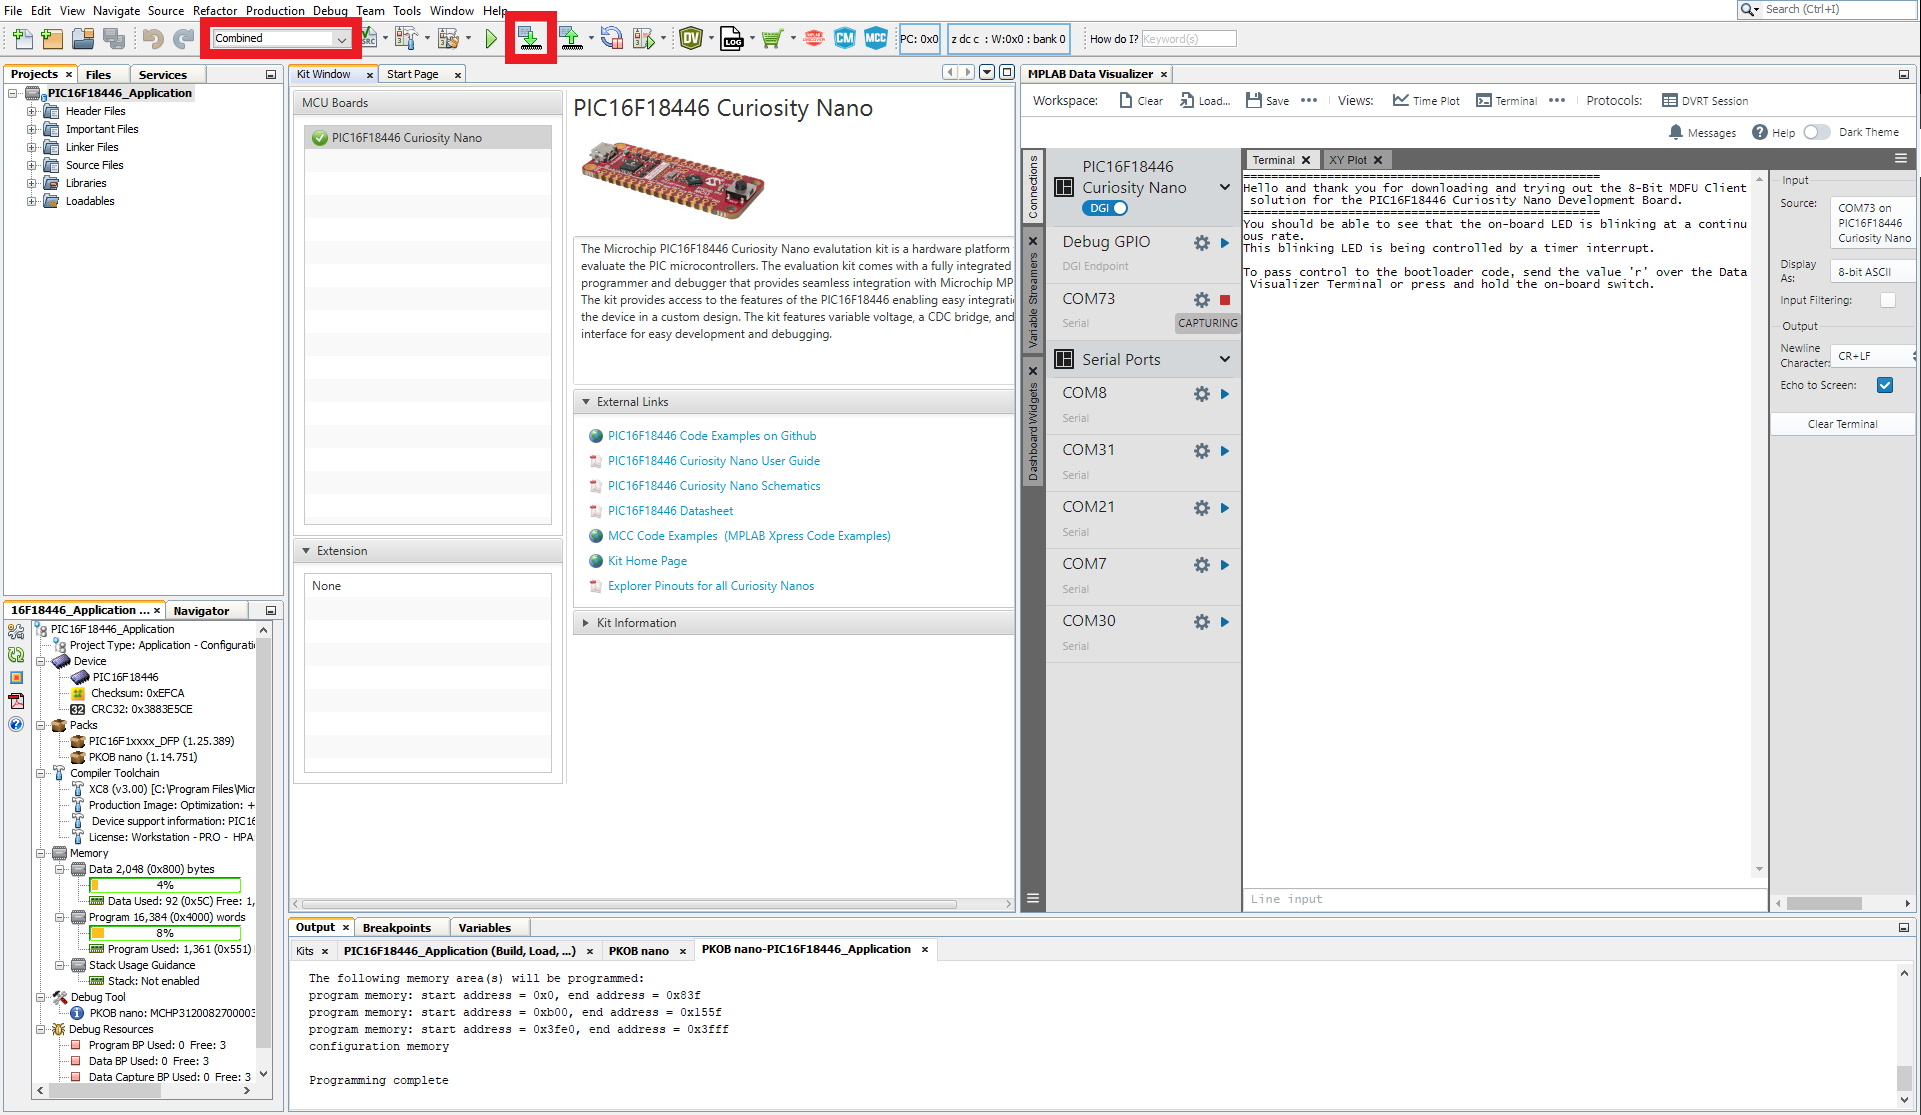 File Edit View Navigate Source Refactor Production Debug Team Tools Window Help
Search (Ctrl+I)
Combined
PC: 0x0
z dc c : W:0x0 : bank 0
How do I? Keyword(s)
Projects Files Services
PIC16F18446_Application
Header Files
Important Files
Linker Files
Source Files
Libraries
Loadables
Kit Window Start Page
MCU Boards
PIC16F18446 Curiosity Nano
Extension
None
PIC16F18446 Curiosity Nano
The Microchip PIC16F18446 Curiosity Nano evalutation kit is a hardware platform
evaluate the PIC microcontrollers. The evaluation kit comes with a fully integrated
programmer and debugger that provides seamless integration with Microchip MP
The kit provides access to the features of the PIC16F18446 enabling easy integratio
the device in a custom design. The kit features variable voltage, a CDC bridge, and
interface for easy development and debugging.
External Links
PIC16F18446 Code Examples on Github
PIC16F18446 Curiosity Nano User Guide
PIC16F18446 Curiosity Nano Schematics
PIC16F18446 Datasheet
MCC Code Examples (MPLAB Xpress Code Examples)
Kit Home Page
Explorer Pinouts for all Curiosity Nanos
Kit Information
MPLAB Data Visualizer
Workspace: Clear Load... Save ••• Views: Time Plot Terminal ••• Protocols: DVRT Session
Messages Help Dark Theme
Connections
Variable Streamers
Dashboard Widgets
PIC16F18446
Curiosity Nano
DGI
Debug GPIO
DGI Endpoint
COM73
Serial
CAPTURING
Serial Ports
COM8
Serial
COM31
Serial
COM21
Serial
COM7
Serial
COM30
Serial
Terminal XY Plot
===================================================
Hello and thank you for downloading and trying out the 8-Bit MDFU Client
solution for the PIC16F18446 Curiosity Nano Development Board.
===================================================
You should be able to see that the on-board LED is blinking at a continu
ous rate.
This blinking LED is being controlled by a timer interrupt.
To pass control to the bootloader code, send the value 'r' over the Data
Visualizer Terminal or press and hold the on-board switch.
Line input
Input
Source:
COM73 on
PIC16F18446
Curiosity Nano
Display
As:
8-bit ASCII
Input Filtering:
Output
Newline
Character:
CR+LF
Echo to Screen:
Clear Terminal
16F18446_Application ... Navigator
PIC16F18446_Application
Project Type: Application - Configuratio
Device
PIC16F18446
Checksum: 0xEFCA
CRC32: 0x3883E5CE
Packs
PIC16F1xxxx_DFP (1.25.389)
PKOB nano (1.14.751)
Compiler Toolchain
XC8 (v3.00) [C:\Program Files\Micr
Production Image: Optimization: +
Device support information: PIC16
License: Workstation - PRO - HPA:
Memory
Data 2,048 (0x800) bytes
4%
Data Used: 92 (0x5C) Free: 1,
Program 16,384 (0x4000) words
8%
Program Used: 1,361 (0x551)
Stack Usage Guidance
Stack: Not enabled
Debug Tool
PKOB nano: MCHP3120082700003
Debug Resources
Program BP Used: 0 Free: 3
Data BP Used: 0 Free: 3
Data Capture BP Used: 0 Free: 3
Output Breakpoints Variables
Kits PIC16F18446_Application (Build, Load, ...) PKOB nano PKOB nano-PIC16F18446_Application
The following memory area(s) will be programmed:
program memory: start address = 0x0, end address = 0x83f
program memory: start address = 0xb00, end address = 0x155f
program memory: start address = 0x3fe0, end address = 0x3fff
configuration memory
Programming complete